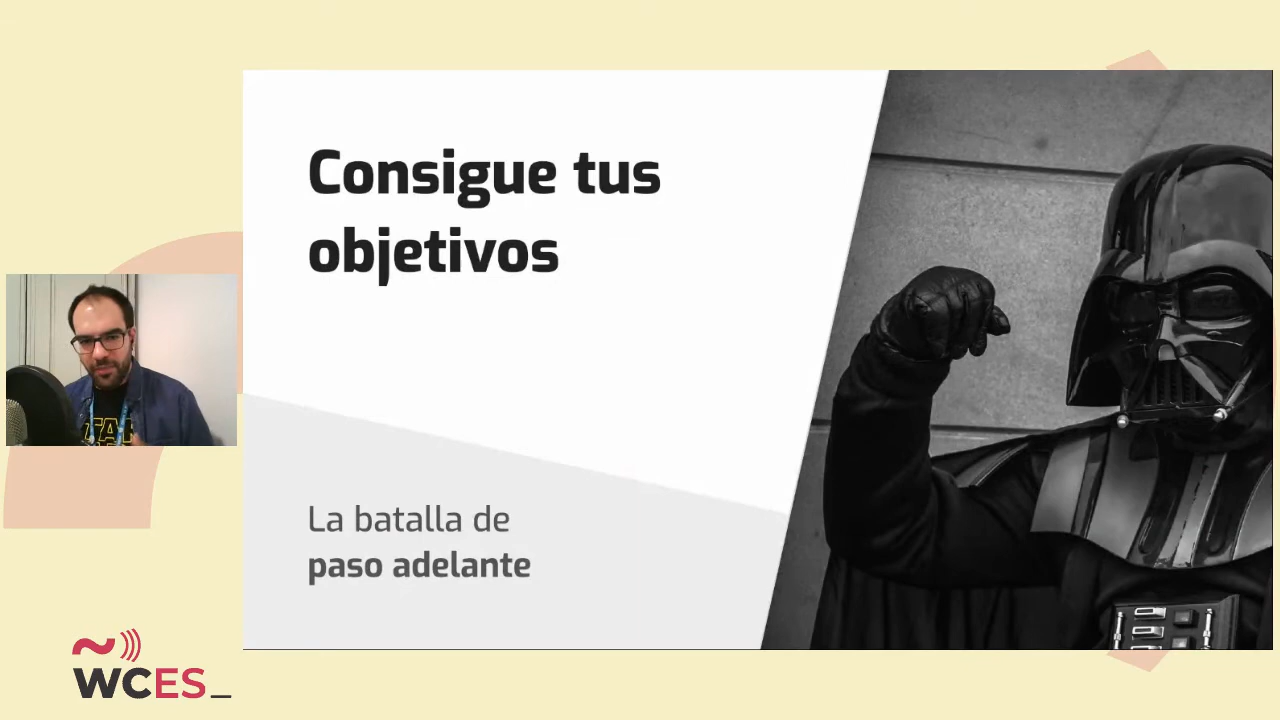 Consigue tus
objetivos
La batalla de
paso adelante
WCES_